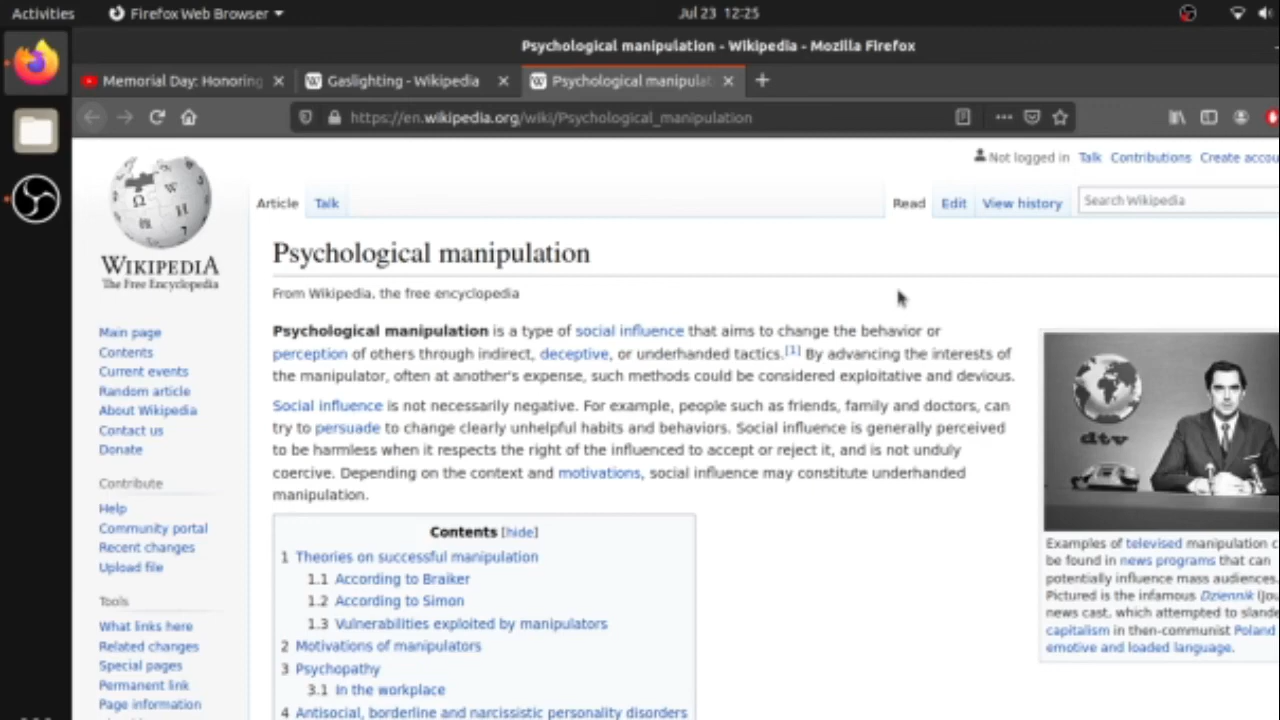 Activities
Firefox Web Browser
Jul 23 12:25
Psychological manipulation - Wikipedia - Mozilla Firefox
Memorial Day: Honoring
Gaslighting - Wikipedia
Psychological manipulat
https://en.wikipedia.org/wiki/Psychological_manipulation
Not logged in Talk Contributions Create accou
Article Talk
Read Edit View history
Search Wikipedia
WIKIPEDIA
The Free Encyclopedia
Main page
Contents
Current events
Random article
About Wikipedia
Contact us
Donate
Contribute
Help
Community portal
Recent changes
Upload file
Tools
What links here
Related changes
Special pages
Permanent link
Page information
Psychological manipulation
From Wikipedia, the free encyclopedia
Psychological manipulation is a type of social influence that aims to change the behavior or
perception of others through indirect, deceptive, or underhanded tactics.[1] By advancing the interests of
the manipulator, often at another's expense, such methods could be considered exploitative and devious.
Social influence is not necessarily negative. For example, people such as friends, family and doctors, can
try to persuade to change clearly unhelpful habits and behaviors. Social influence is generally perceived
to be harmless when it respects the right of the influenced to accept or reject it, and is not unduly
coercive. Depending on the context and motivations, social influence may constitute underhanded
manipulation.
Contents [hide]
1 Theories on successful manipulation
1.1 According to Braiker
1.2 According to Simon
1.3 Vulnerabilities exploited by manipulators
2 Motivations of manipulators
3 Psychopathy
3.1 In the workplace
4 Antisocial, borderline and narcissistic personality disorders
dtv
Examples of televised manipulation c
be found in news programs that can
potentially influence mass audiences.
Pictured is the infamous Dziennik (Jou
news cast, which attempted to slande
capitalism in then-communist Poland
emotive and loaded language.